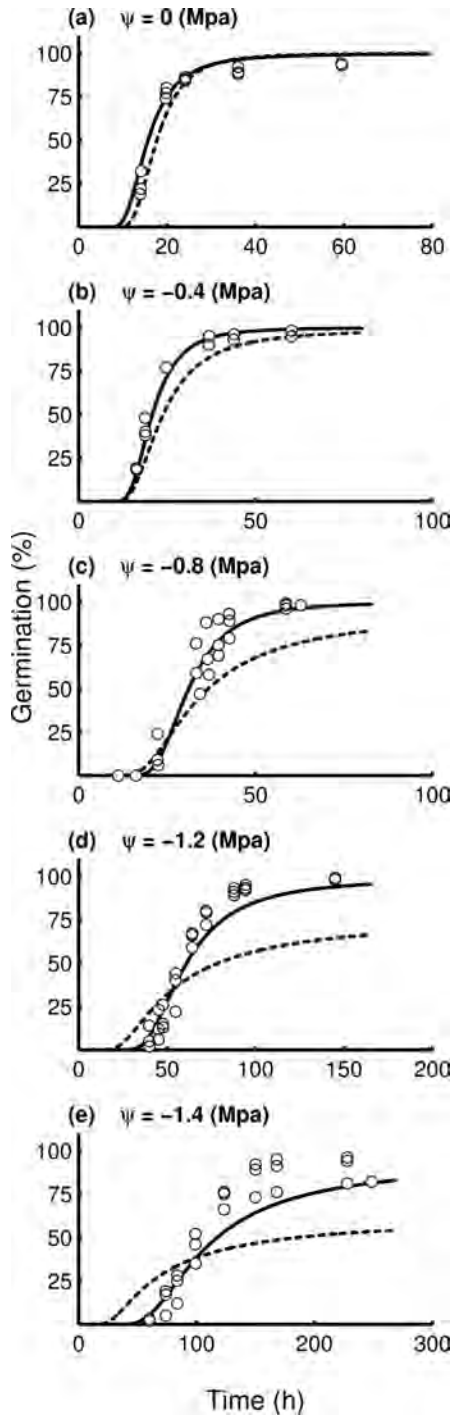 (a) ψ = 0 (Mpa)
100
75
50
25
0 20 40 60 80
(b) ψ = −0.4 (Mpa)
100
75
50
25
0 50 100
(c) ψ = −0.8 (Mpa)
100
75
50
25
0 50 100
(d) ψ = −1.2 (Mpa)
100
75
50
25
0 50 100 150 200
(e) ψ = −1.4 (Mpa)
100
75
50
25
0 100 200 300
Germination (%)
Time (h)